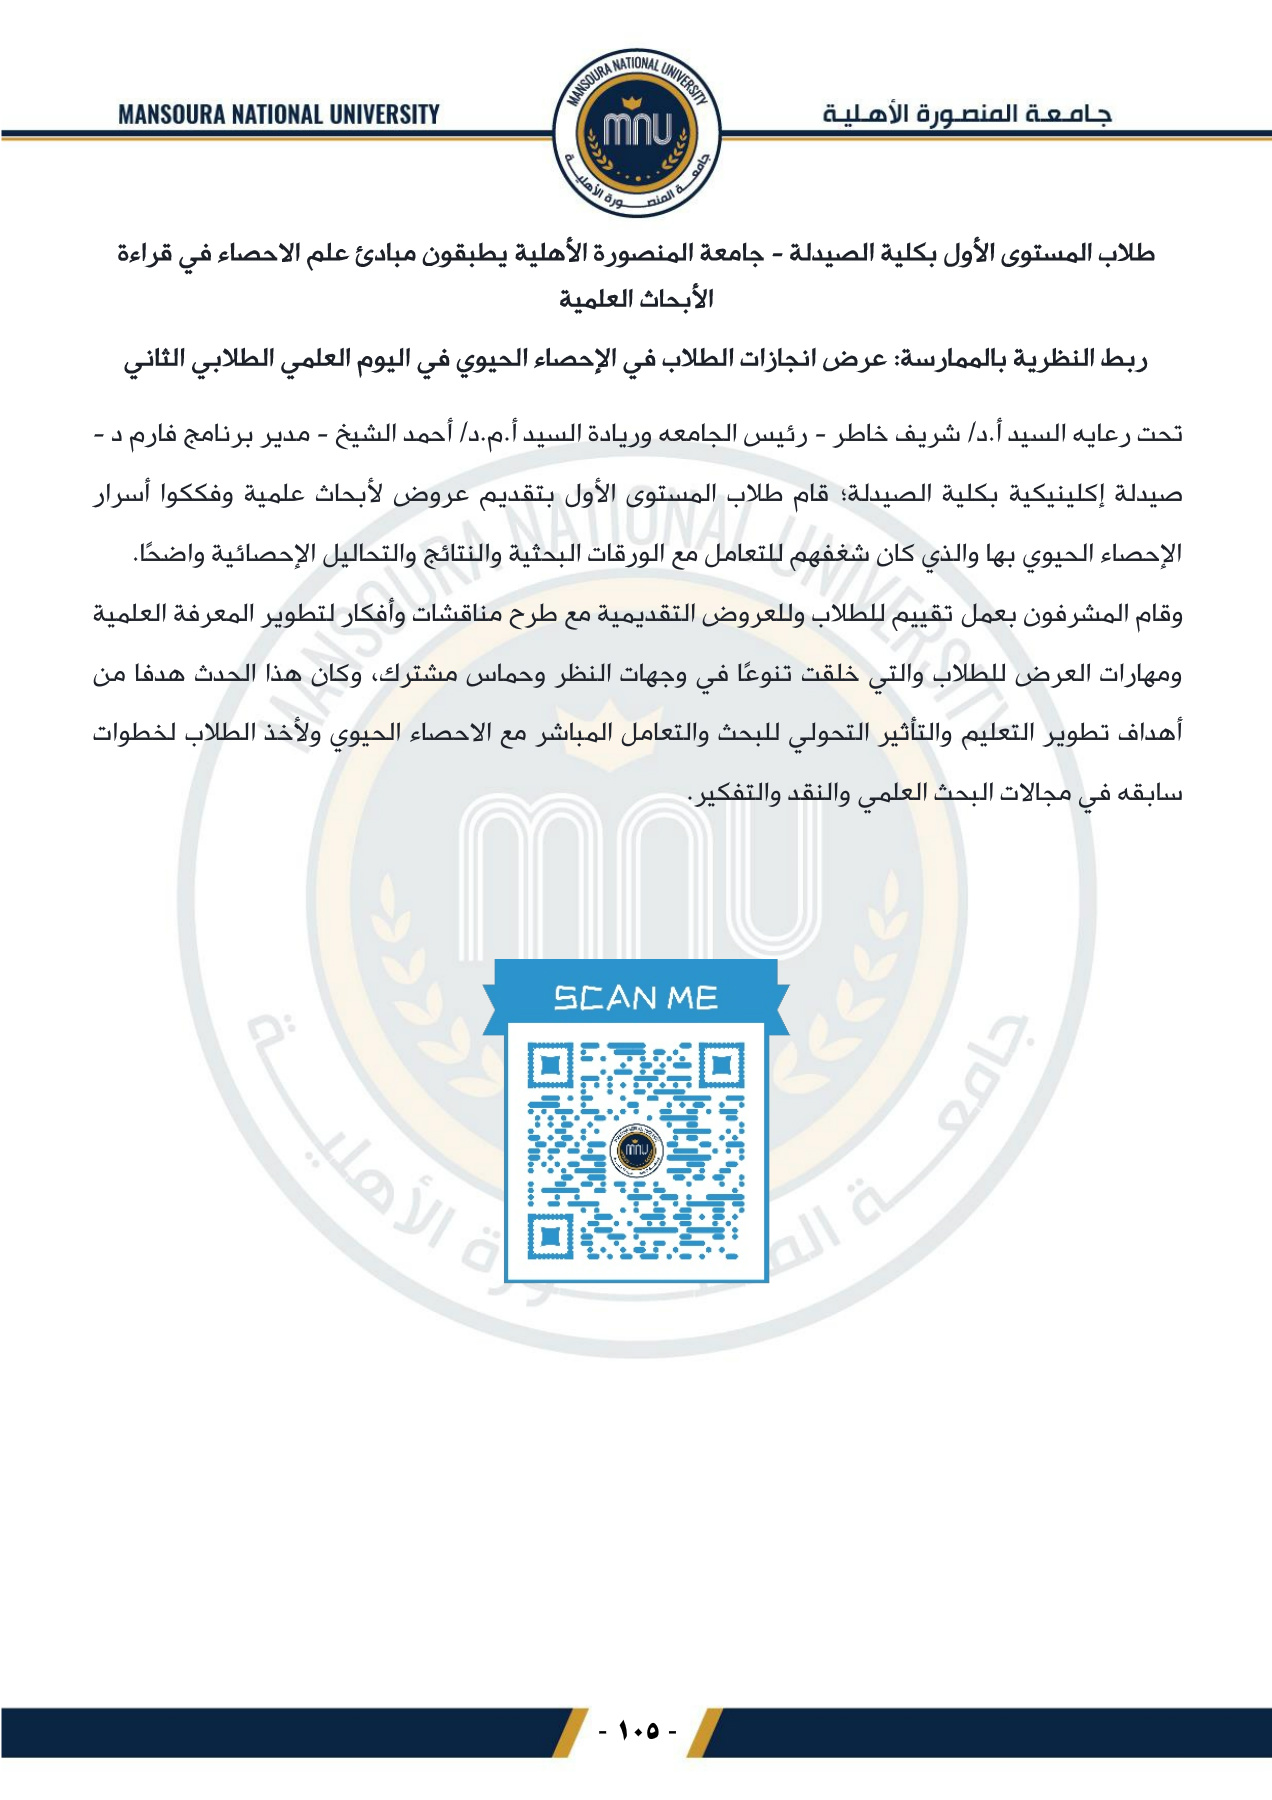 MANSOURA NATIONAL UNIVERSITY
جامعة المنصورة الأهلية
MANSOURA NATIONAL UNIVERSITY
mnu
جامعة المنصورة الأهلية
طلاب المستوى الأول بكلية الصيدلة - جامعة المنصورة الأهلية يطبقون مبادئ علم الاحصاء في قراءة
الأبحاث العلمية
ربط النظرية بالممارسة: عرض انجازات الطلاب في الإحصاء الحيوي في اليوم العلمي الطلابي الثاني
تحت رعايه السيد أ.د/ شريف خاطر - رئيس الجامعه وريادة السيد أ.م.د/ أحمد الشيخ - مدير برنامج فارم د -
صيدلة إكلينيكية بكلية الصيدلة؛ قام طلاب المستوى الأول بتقديم عروض لأبحاث علمية وفككوا أسرار
الإحصاء الحيوي بها والذي كان شغفهم للتعامل مع الورقات البحثية والنتائج والتحاليل الإحصائية واضحًا.
وقام المشرفون بعمل تقييم للطلاب وللعروض التقديمية مع طرح مناقشات وأفكار لتطوير المعرفة العلمية
ومهارات العرض للطلاب والتي خلقت تنوعًا في وجهات النظر وحماس مشترك، وكان هذا الحدث هدفا من
أهداف تطوير التعليم والتأثير التحولي للبحث والتعامل المباشر مع الاحصاء الحيوي ولأخذ الطلاب لخطوات
سابقه في مجالات البحث العلمي والنقد والتفكير.
SCAN ME
mnu
- ١٠٥ -